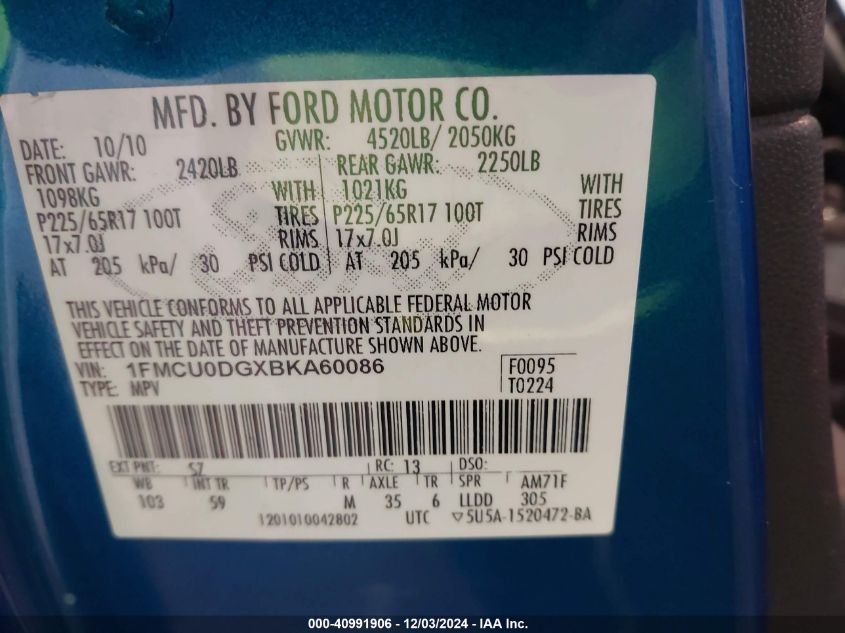 MFD. BY FORD MOTOR CO.
DATE: 10/10 GVWR: 4520LB/ 2050KG
FRONT GAWR: 2420LB REAR GAWR: 2250LB
1098KG WITH 1021KG WITH
P225/65R17 100T TIRES P225/65R17 100T TIRES
17x7.0J RIMS 17x7.0J RIMS
AT 205 kPa/ 30 PSI COLD AT 205 kPa/ 30 PSI COLD
THIS VEHICLE CONFORMS TO ALL APPLICABLE FEDERAL MOTOR
VEHICLE SAFETY AND THEFT PREVENTION STANDARDS IN
EFFECT ON THE DATE OF MANUFACTURE SHOWN ABOVE.
VIN: 1FMCU0DGXBKA60086 F0095
TYPE: MPV T0224
EXT PNT: SZ RC: 13 DSO:
WB INT TR TP/PS R AXLE TR SPR AM71F
103 59 M 35 6 LLDD 305
1201010042802 UTC ▽5U5A-1520472-BA
000-40991906 - 12/03/2024 - IAA Inc.